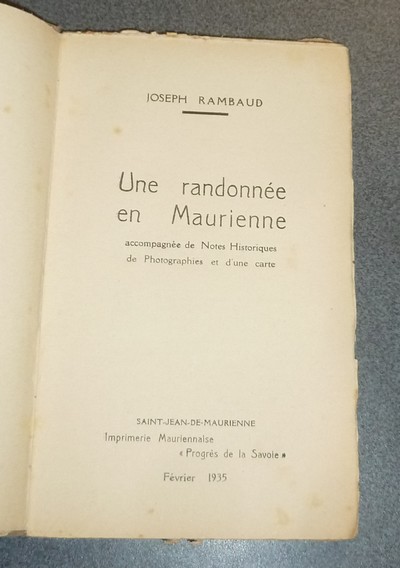 JOSEPH RAMBAUD
Une randonnée
en Maurienne
accompagnée de Notes Historiques
de Photographies et d'une carte
SAINT-JEAN-DE-MAURIENNE
Imprimerie Mauriennaise
« Progrès de la Savoie »
Février 1935